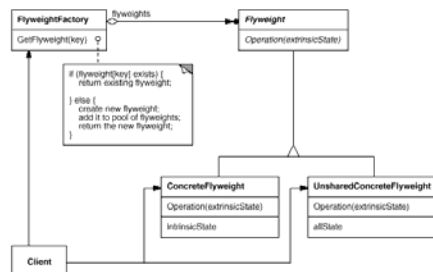 FlyweightFactory
GetFlyweight(key)
flyweights
Flyweight
Operation(extrinsicState)
if (flyweight[key] exists) {
return existing flyweight;
} else {
create new flyweight;
add it to pool of flyweights;
return the new flyweight;
}
ConcreteFlyweight
Operation(extrinsicState)
intrinsicState
UnsharedConcreteFlyweight
Operation(extrinsicState)
allState
Client